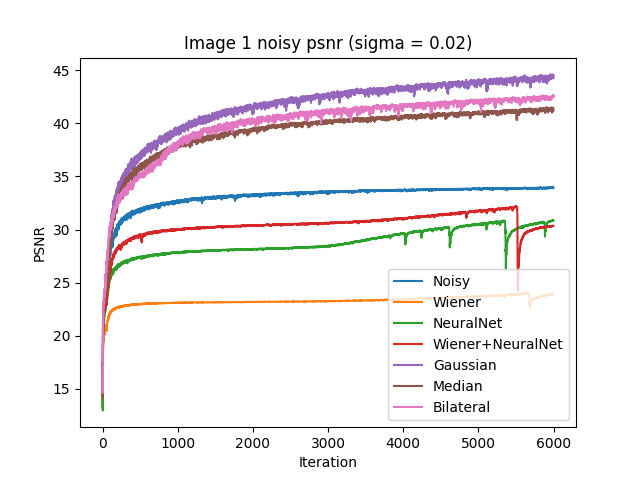 Image 1 noisy psnr (sigma = 0.02)
45
40
35
30
25
20
15
PSNR
Noisy
Wiener
NeuralNet
Wiener+NeuralNet
Gaussian
Median
Bilateral
0 1000 2000 3000 4000 5000 6000
Iteration